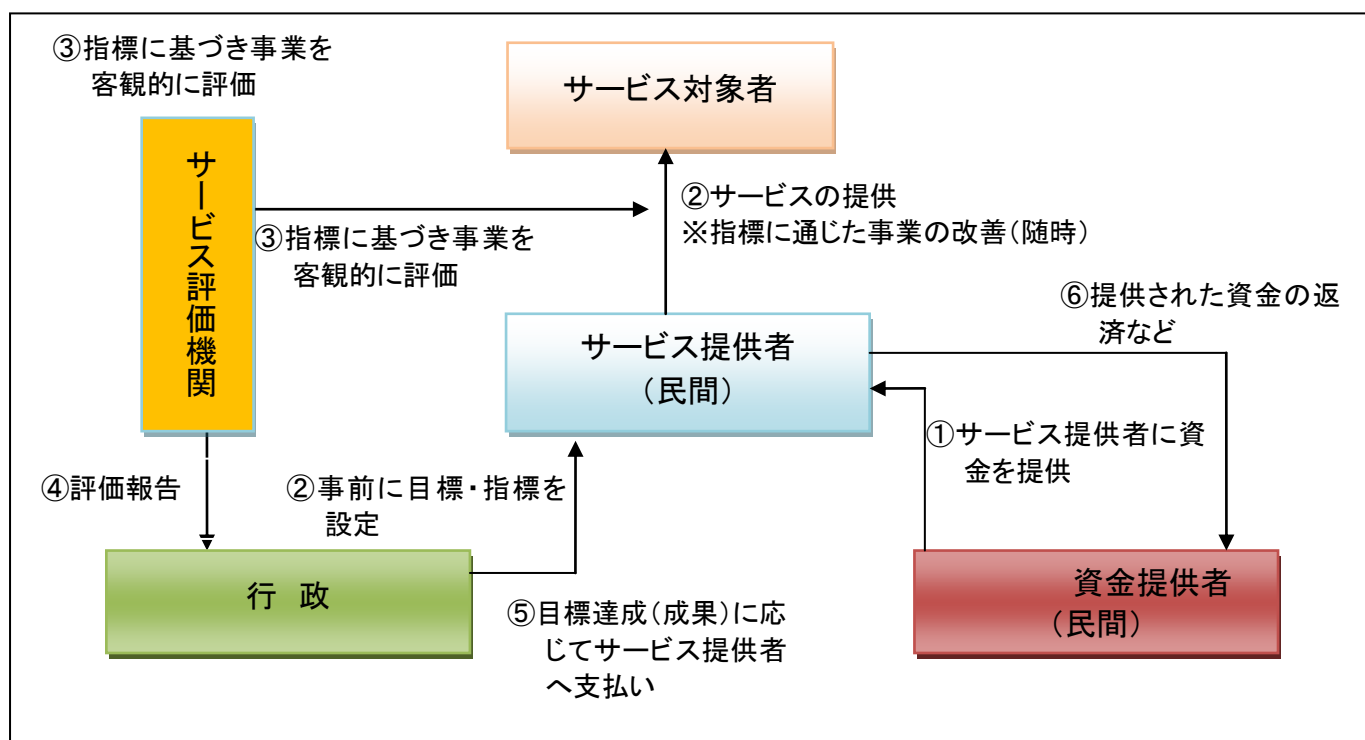 ③指標に基づき事業を
客観的に評価
サービス対象者
サービス評価機関
②サービスの提供
※指標に通じた事業の改善(随時)
③指標に基づき事業を
客観的に評価
⑥提供された資金の返
済など
サービス提供者
(民間)
①サービス提供者に資
金を提供
④評価報告
②事前に目標・指標を
設定
行 政
資金提供者
(民間)
⑤目標達成(成果)に応
じてサービス提供者
へ支払い